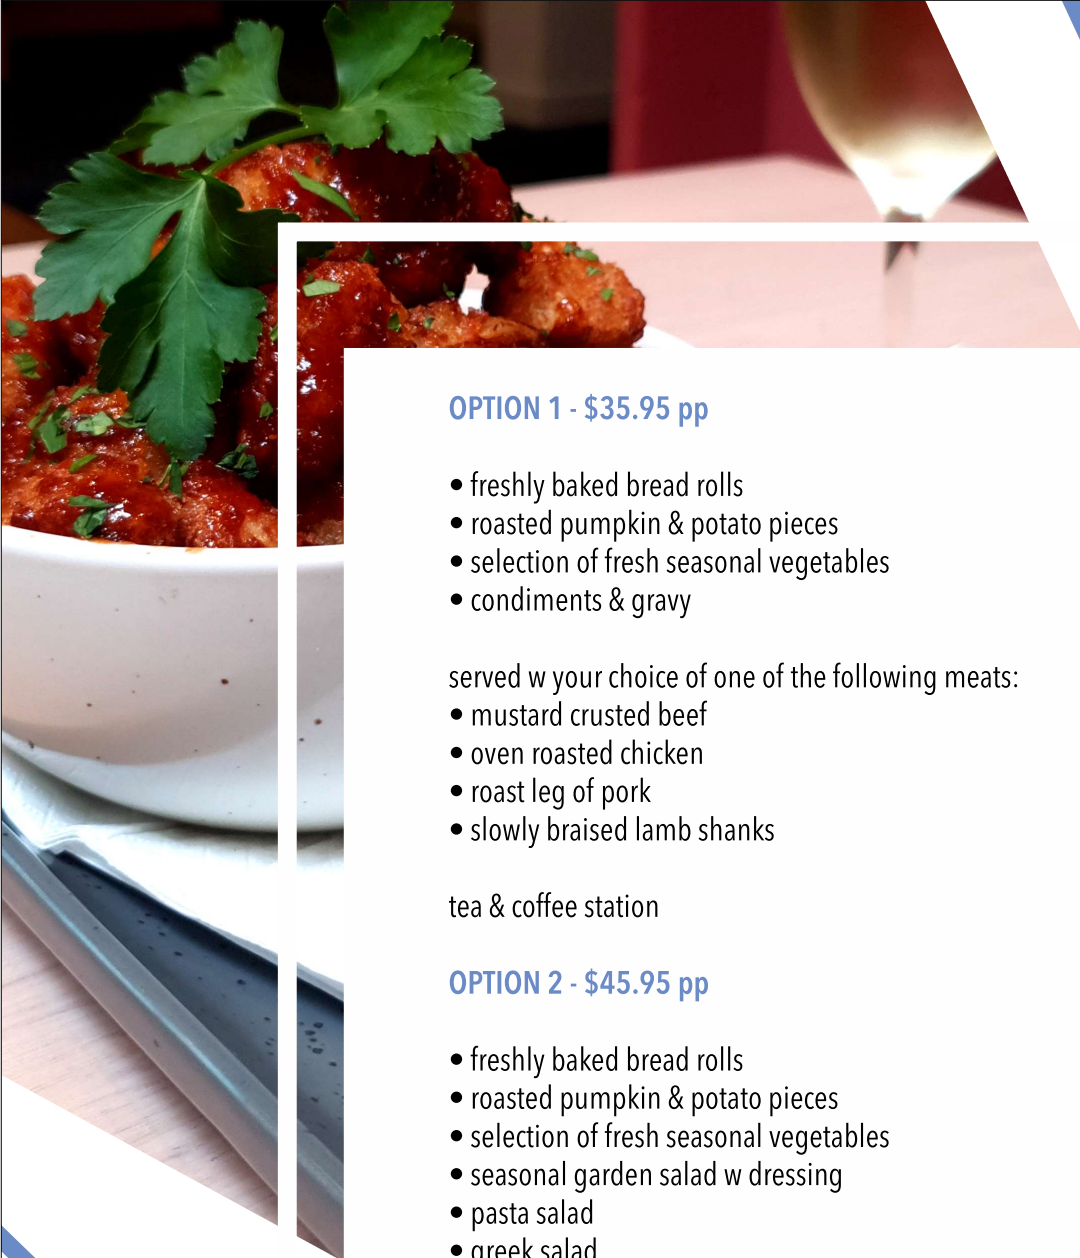 OPTION 1 - $35.95 pp
• freshly baked bread rolls
• roasted pumpkin & potato pieces
• selection of fresh seasonal vegetables
• condiments & gravy
served w your choice of one of the following meats:
• mustard crusted beef
• oven roasted chicken
• roast leg of pork
• slowly braised lamb shanks
tea & coffee station
OPTION 2 - $45.95 pp
• freshly baked bread rolls
• roasted pumpkin & potato pieces
• selection of fresh seasonal vegetables
• seasonal garden salad w dressing
• pasta salad
• greek salad